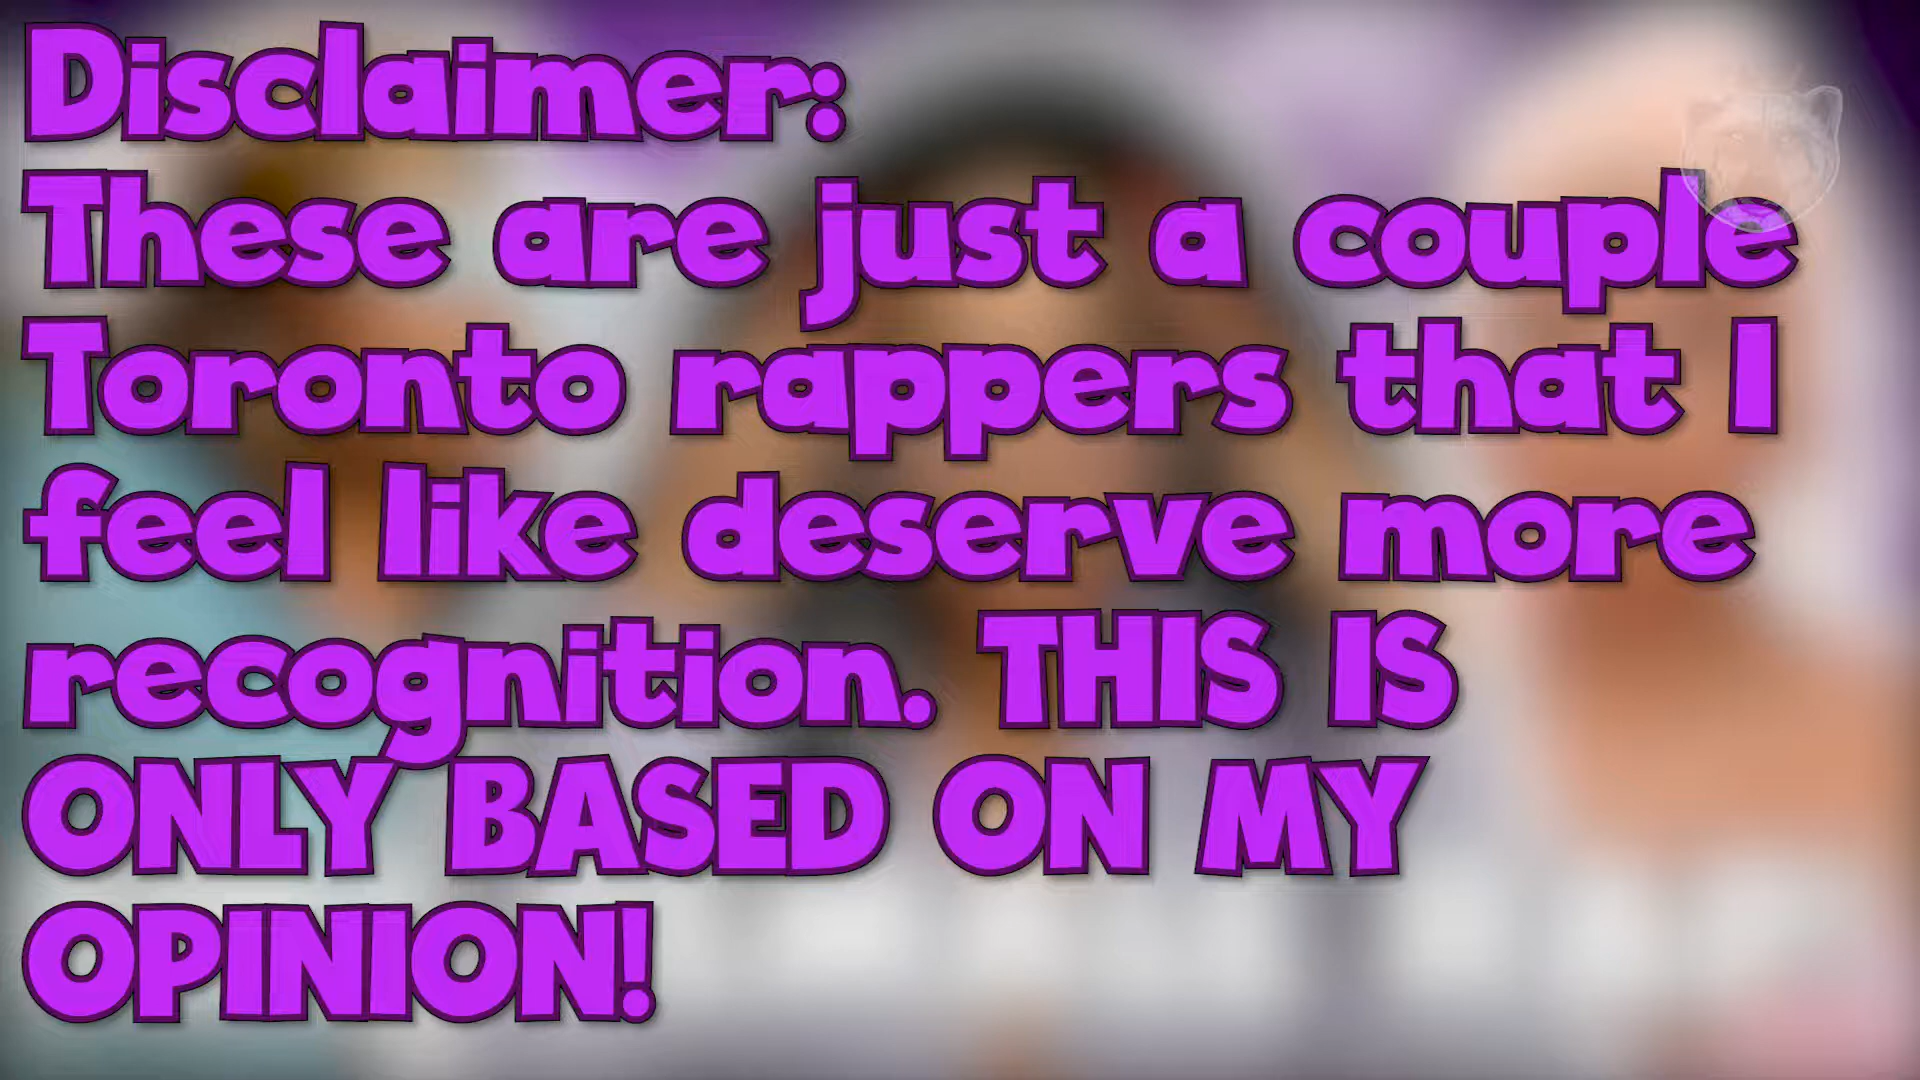 Disclaimer:
These are just a couple
Toronto rappers that I
feel like deserve more
recognition. THIS IS
ONLY BASED ON MY
OPINION!